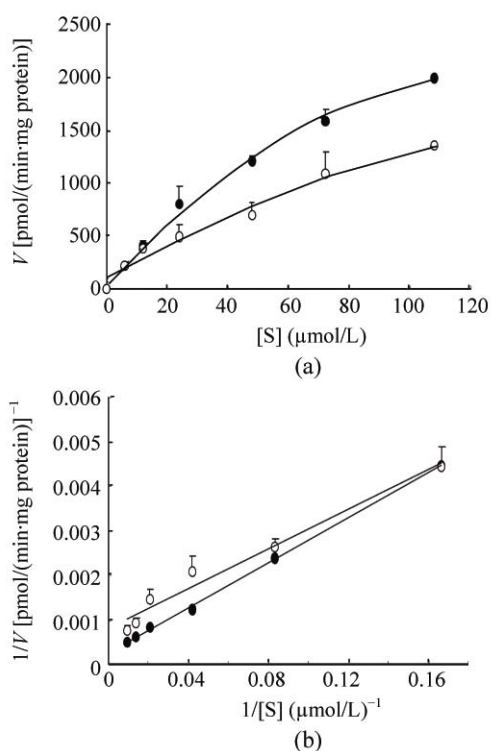 2500
2000
1500
1000
500
0
V [pmol/(min·mg protein)]
0 20 40 60 80 100 120
[S] (μmol/L)
(a)
0.006
0.005
0.004
0.003
0.002
0.001
0
1/V [pmol/(min·mg protein)]⁻¹
0.04 0.08 0.12 0.16
1/[S] (μmol/L)⁻¹
(b)